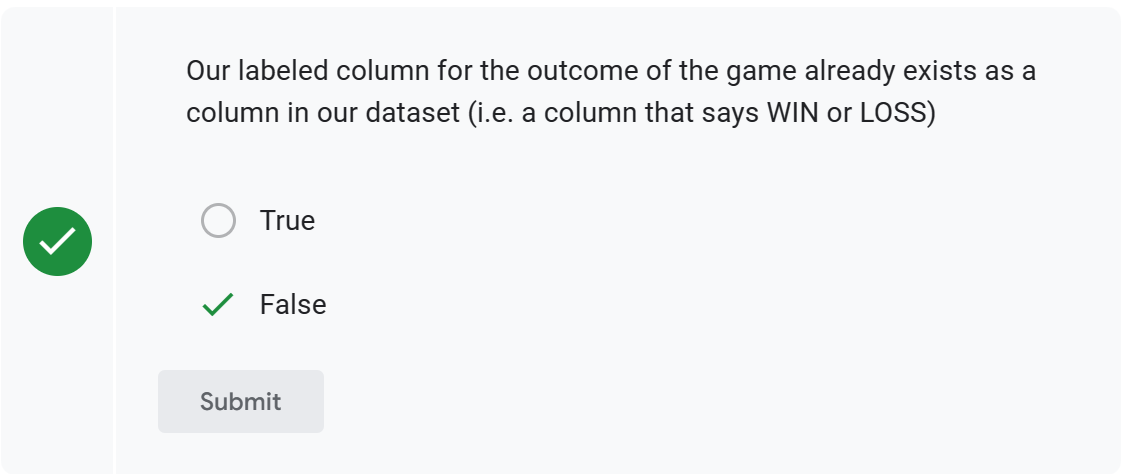 Our labeled column for the outcome of the game already exists as a
column in our dataset (i.e. a column that says WIN or LOSS)
True
False
Submit